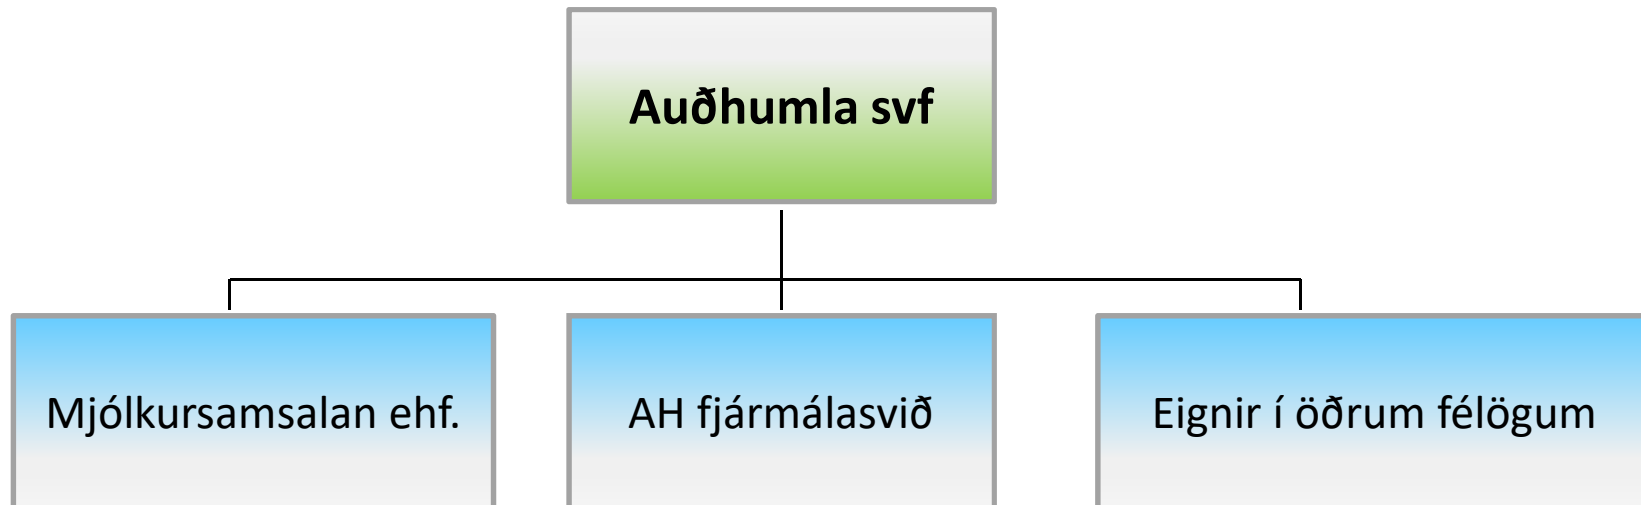 Auðhumla svf
Mjólkursamsalan ehf.
AH fjármálasvið
Eignir í öðrum félögum